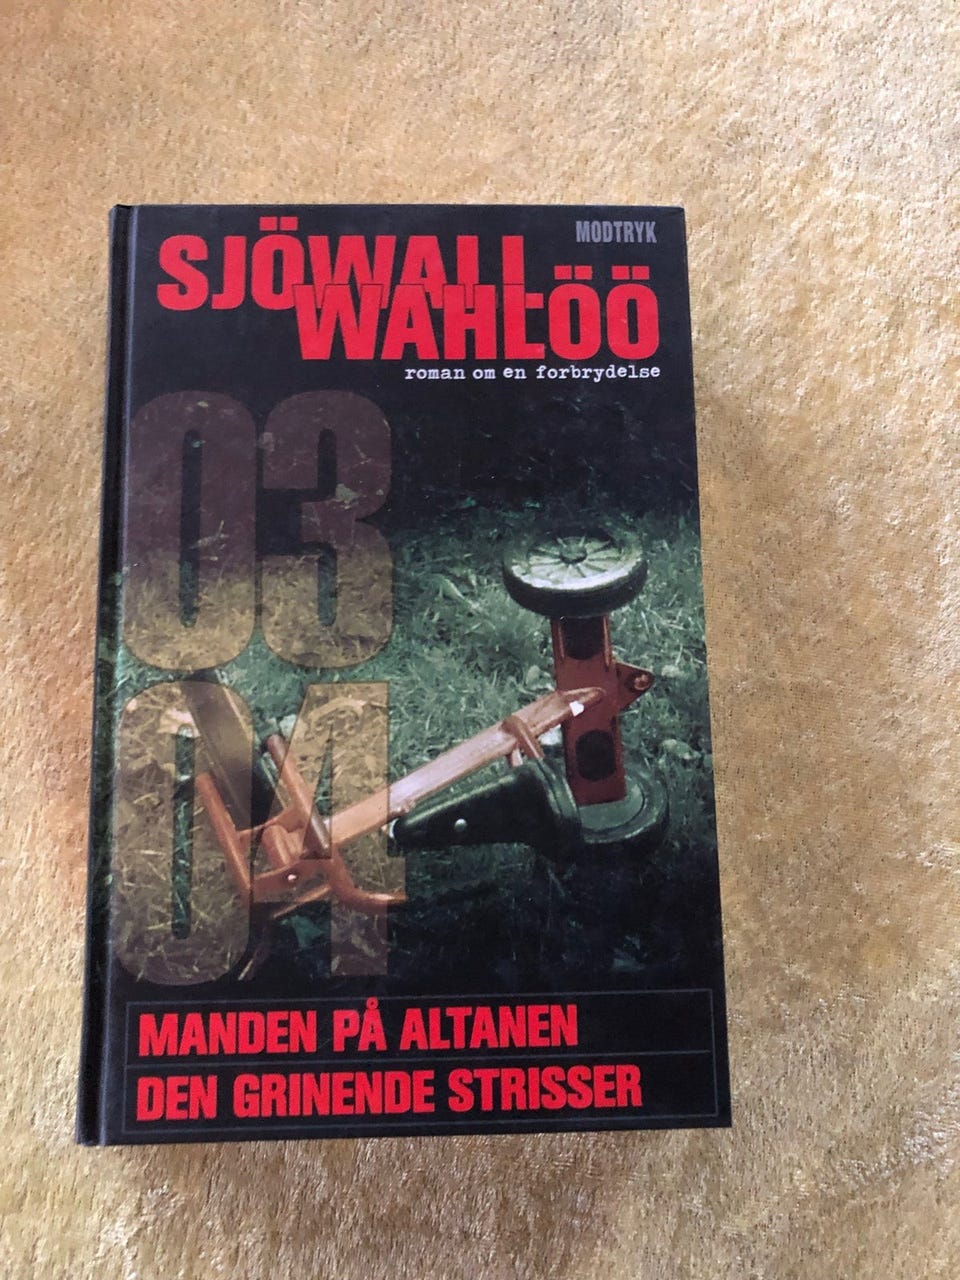 MODTRYK
SJÖWALL
WAHLÖÖ
roman om en forbrydelse
03
04
MANDEN PÅ ALTANEN
DEN GRINENDE STRISSER